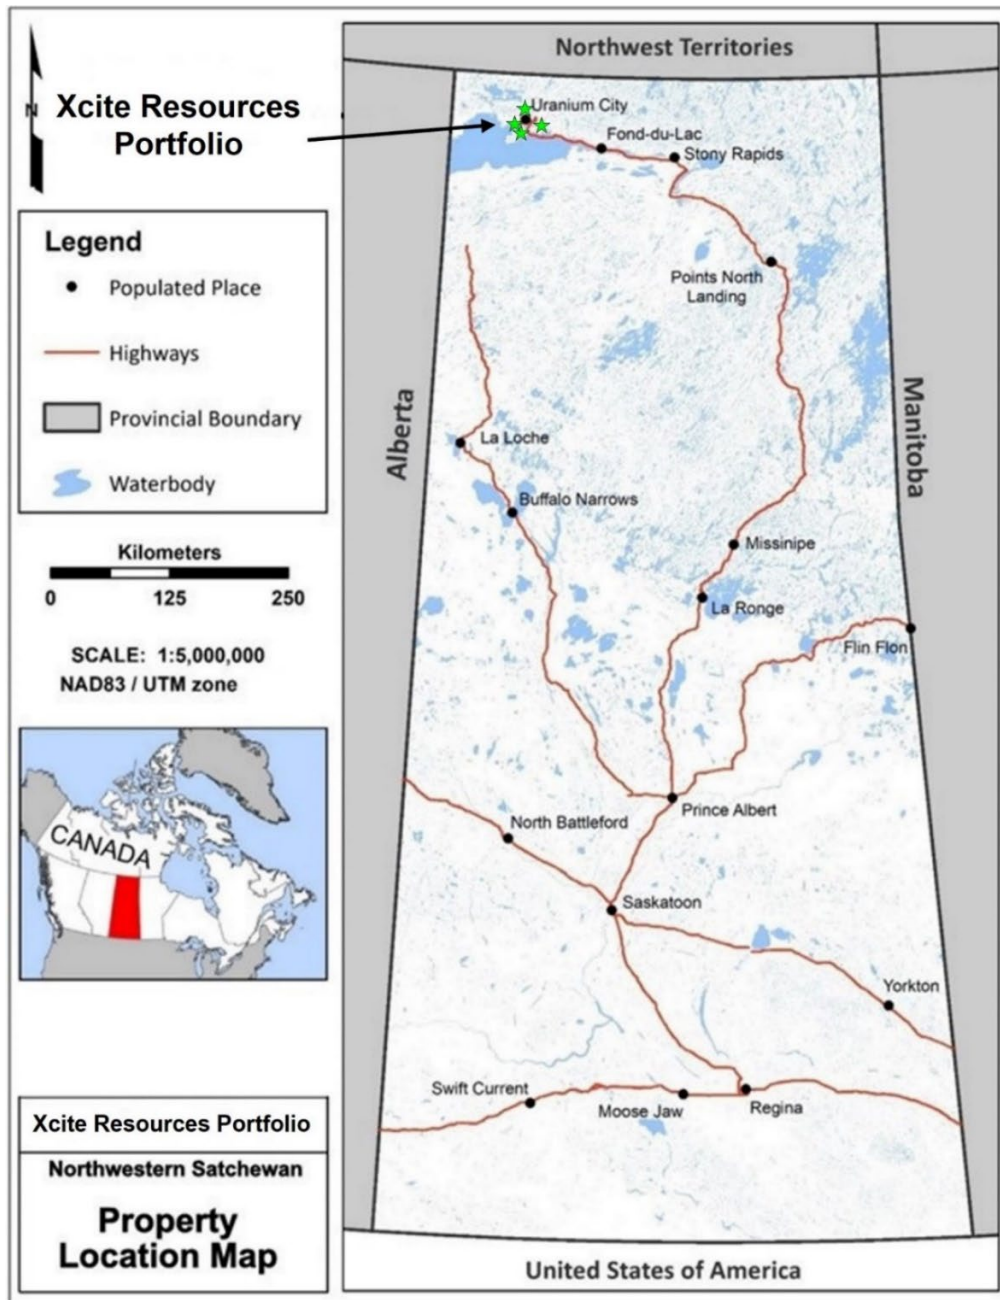 N
Xcite Resources
Portfolio
Legend
Populated Place
Highways
Provincial Boundary
Waterbody
Kilometers
0 125 250
SCALE: 1:5,000,000
NAD83 / UTM zone
CANADA
Xcite Resources Portfolio
Northwestern Satchewan
Property
Location Map
Northwest Territories
Uranium City
Fond-du-Lac
Stony Rapids
Points North
Landing
Alberta
Manitoba
La Loche
Buffalo Narrows
Missinipe
La Ronge
Flin Flon
Prince Albert
North Battleford
Saskatoon
Yorkton
Swift Current
Moose Jaw
Regina
United States of America